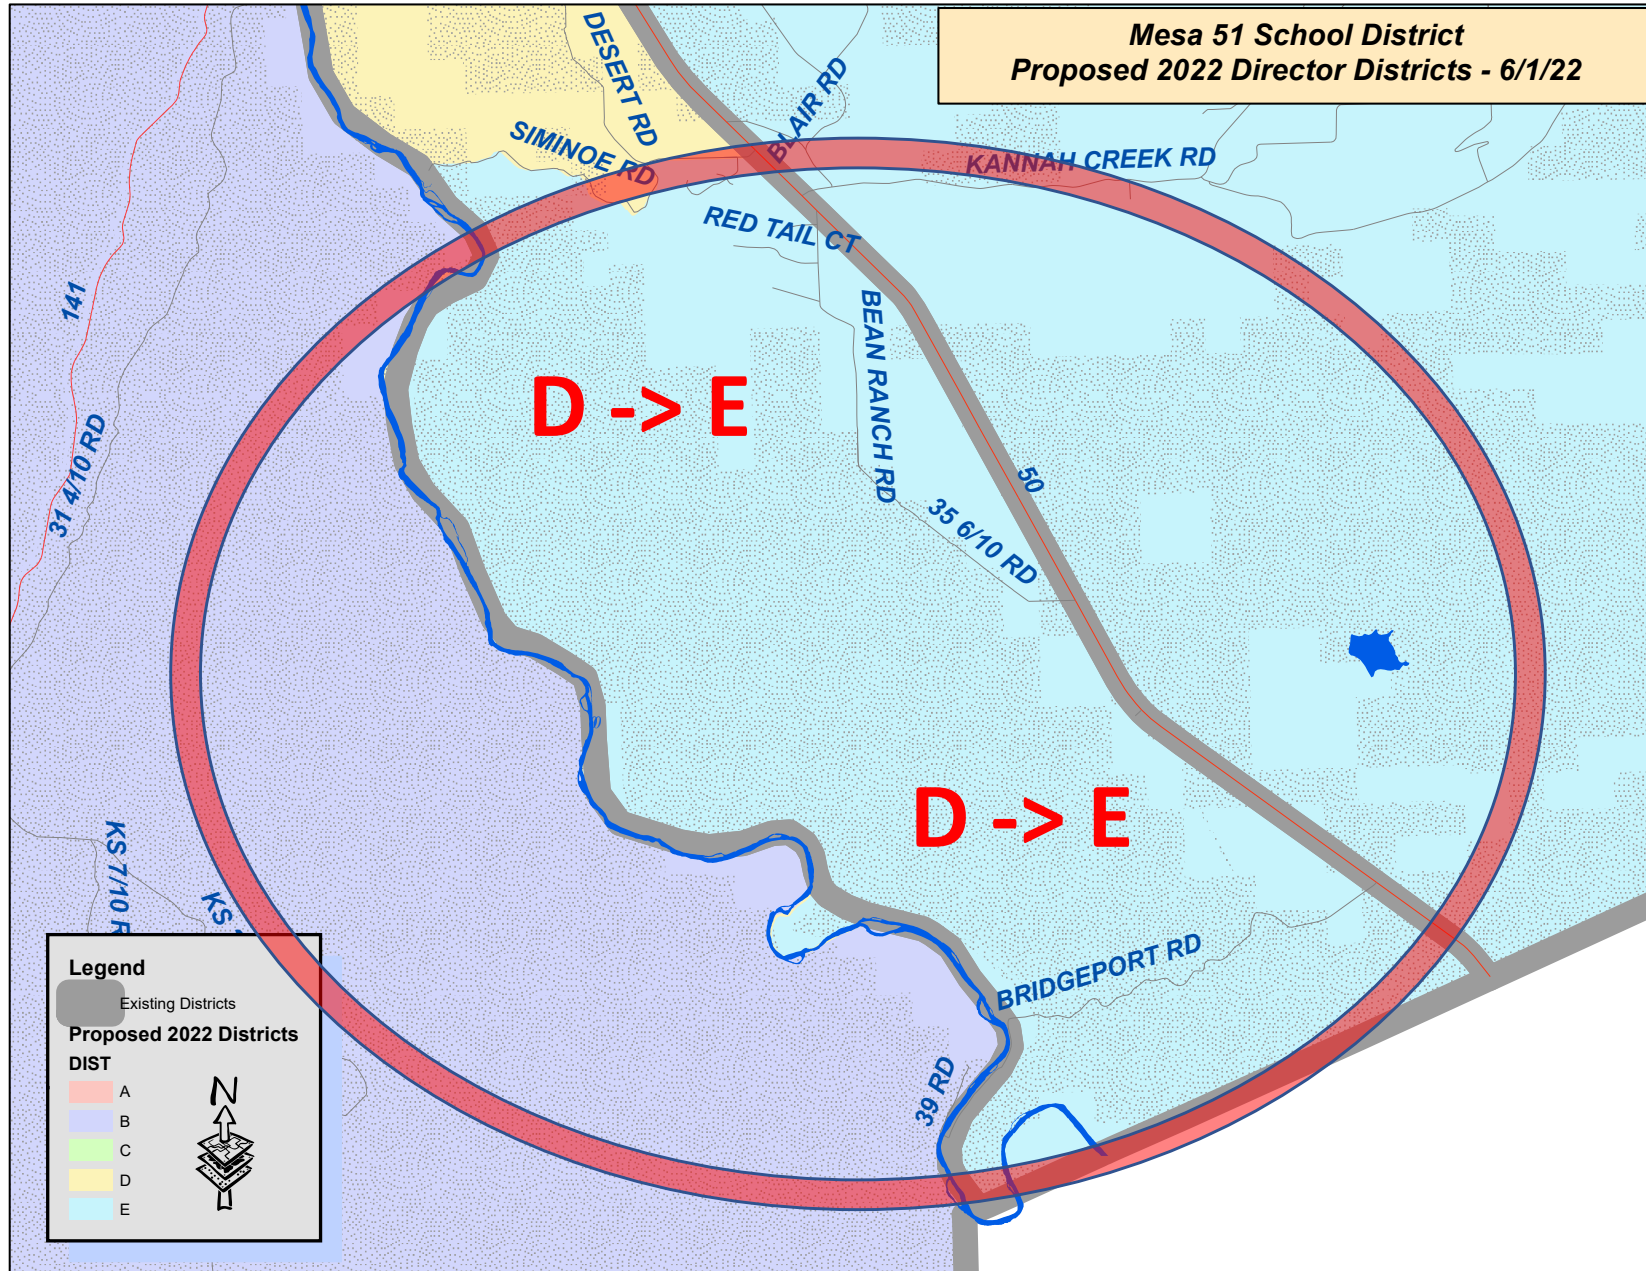 Mesa 51 School District
Proposed 2022 Director Districts - 6/1/22
DESERT RD
BLAIR RD
SIMINOE RD
KANNAH CREEK RD
RED TAIL CT
141
BEAN RANCH RD
D -> E
31 4/10 RD
50
35 6/10 RD
D -> E
KS 7/10 R
KS
BRIDGEPORT RD
39 RD
Legend
Existing Districts
Proposed 2022 Districts
DIST
A
B
C
D
E
N